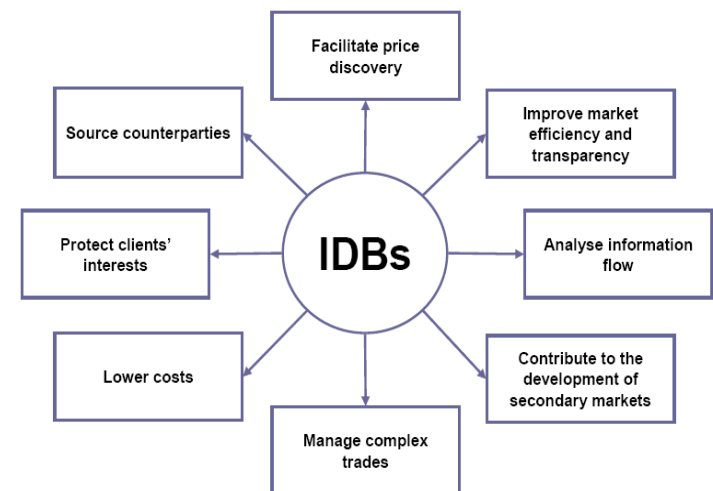 Facilitate price
discovery
Source counterparties
Improve market
efficiency and
transparency
Protect clients'
interests
IDBs
Analyse information
flow
Lower costs
Contribute to the
development of
secondary markets
Manage complex
trades